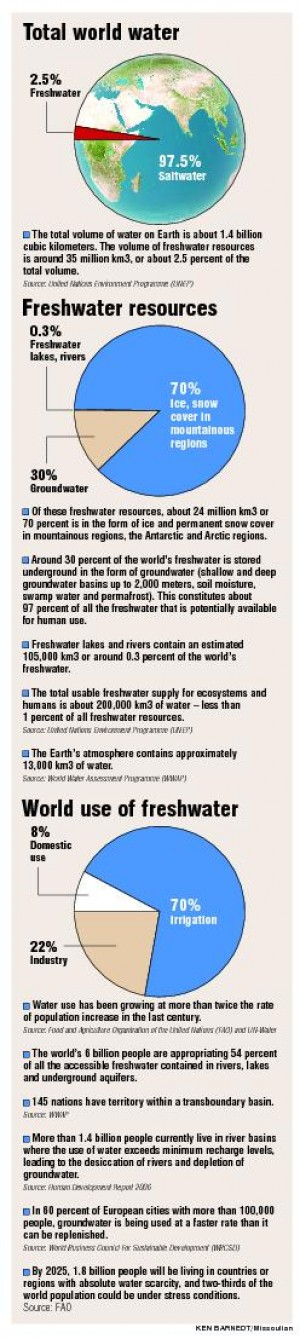 Total world water
2.5%
Freshwater
97.5%
Saltwater
The total volume of water on Earth is about 1.4 billion
cubic kilometers. The volume of freshwater resources
is around 35 million km3, or about 2.5 percent of the
total volume.
Source: United Nations Environment Programme (UNEP)
Freshwater resources
0.3%
Freshwater
lakes, rivers
70%
Ice, snow
cover in
mountainous
regions
30%
Groundwater
Of these freshwater resources, about 24 million km3 or
70 percent is in the form of ice and permanent snow cover
in mountainous regions, the Antarctic and Arctic regions.
Around 30 percent of the world's freshwater is stored
underground in the form of groundwater (shallow and deep
groundwater basins up to 2,000 meters, soil moisture,
swamp water and permafrost). This constitutes about
97 percent of all the freshwater that is potentially available
for human use.
Freshwater lakes and rivers contain an estimated
105,000 km3 or around 0.3 percent of the world's
freshwater.
The total usable freshwater supply for ecosystems and
humans is about 200,000 km3 of water – less than
1 percent of all freshwater resources.
Source: United Nations Environment Programme (UNEP)
The Earth's atmosphere contains approximately
13,000 km3 of water.
Source: World Water Assessment Programme (WWAP)
World use of freshwater
8%
Domestic
use
70%
Irrigation
22%
Industry
Water use has been growing at more than twice the rate
of population increase in the last century.
Source: Food and Agriculture Organization of the United Nations (FAO) and UN-Water
The world's 6 billion people are appropriating 54 percent
of all the accessible freshwater contained in rivers, lakes
and underground aquifers.
145 nations have territory within a transboundary basin.
Source: WWAP
More than 1.4 billion people currently live in river basins
where the use of water exceeds minimum recharge levels,
leading to the desiccation of rivers and depletion of
groundwater.
Source: Human Development Report 2006
In 60 percent of European cities with more than 100,000
people, groundwater is being used at a faster rate than it
can be replenished.
Source: World Business Council For Sustainable Development (WBCSD)
By 2025, 1.8 billion people will be living in countries or
regions with absolute water scarcity, and two-thirds of the
world population could be under stress conditions.
Source: FAO
KEN BARNEDT/Missoulian